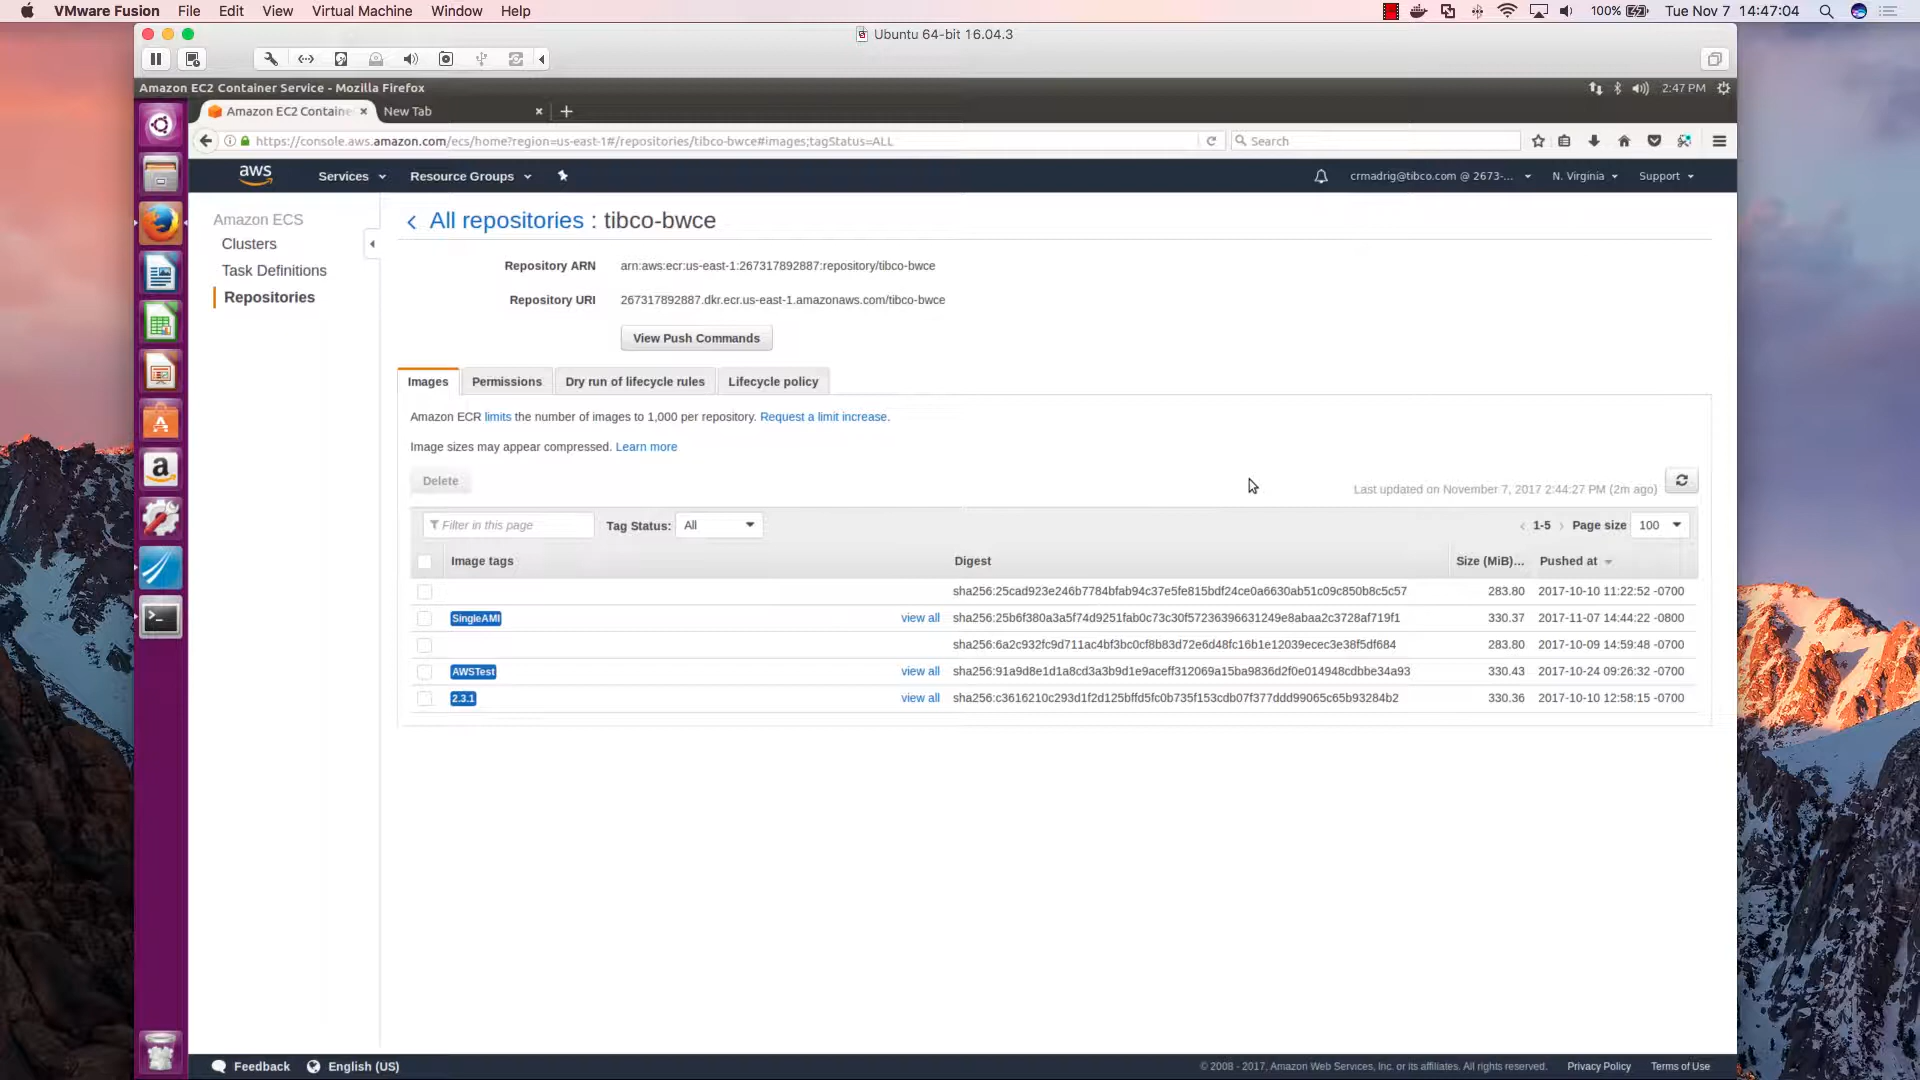 VMware Fusion File Edit View Virtual Machine Window Help 100% Tue Nov 7 14:47:04
Ubuntu 64-bit 16.04.3
Amazon EC2 Container Service - Mozilla Firefox 2:47 PM
Amazon EC2 Containe New Tab
https://console.aws.amazon.com/ecs/home?region=us-east-1#/repositories/tibco-bwce#images;tagStatus=ALL Search
aws Services Resource Groups crmadrig@tibco.com @ 2673-... N. Virginia Support
Amazon ECS
Clusters
Task Definitions
Repositories
All repositories : tibco-bwce
Repository ARN arn:aws:ecr:us-east-1:267317892887:repository/tibco-bwce
Repository URI 267317892887.dkr.ecr.us-east-1.amazonaws.com/tibco-bwce
View Push Commands
Images Permissions Dry run of lifecycle rules Lifecycle policy
Amazon ECR limits the number of images to 1,000 per repository. Request a limit increase.
Image sizes may appear compressed. Learn more
Delete Last updated on November 7, 2017 2:44:27 PM (2m ago)
Filter in this page Tag Status: All 1-5 Page size 100
Image tags Digest Size (MiB)... Pushed at
sha256:25cad923e246b7784bfab94c37e5fe815bdf24ce0a6630ab51c09c850b8c5c57 283.80 2017-10-10 11:22:52 -0700
SingleAMI view all sha256:25b6f380a3a5f74d9251fab0c73c30f57236396631249e8abaa2c3728af719f1 330.37 2017-11-07 14:44:22 -0800
sha256:6a2c932fc9d711ac4bf3bc0cf8b83d72e6d48fc16b1e12039ecec3e38f5df684 283.80 2017-10-09 14:59:48 -0700
AWSTest view all sha256:91a9d8e1d1a8cd3a3b9d1e9aceff312069a15ba9836d2f0e014948cdbbe34a93 330.43 2017-10-24 09:26:32 -0700
2.3.1 view all sha256:c3616210c293d1f2d125bffd5fc0b735f153cdb07f377ddd99065c65b93284b2 330.36 2017-10-10 12:58:15 -0700
Feedback English (US) © 2008 - 2017, Amazon Web Services, Inc. or its affiliates. All rights reserved. Privacy Policy Terms of Use